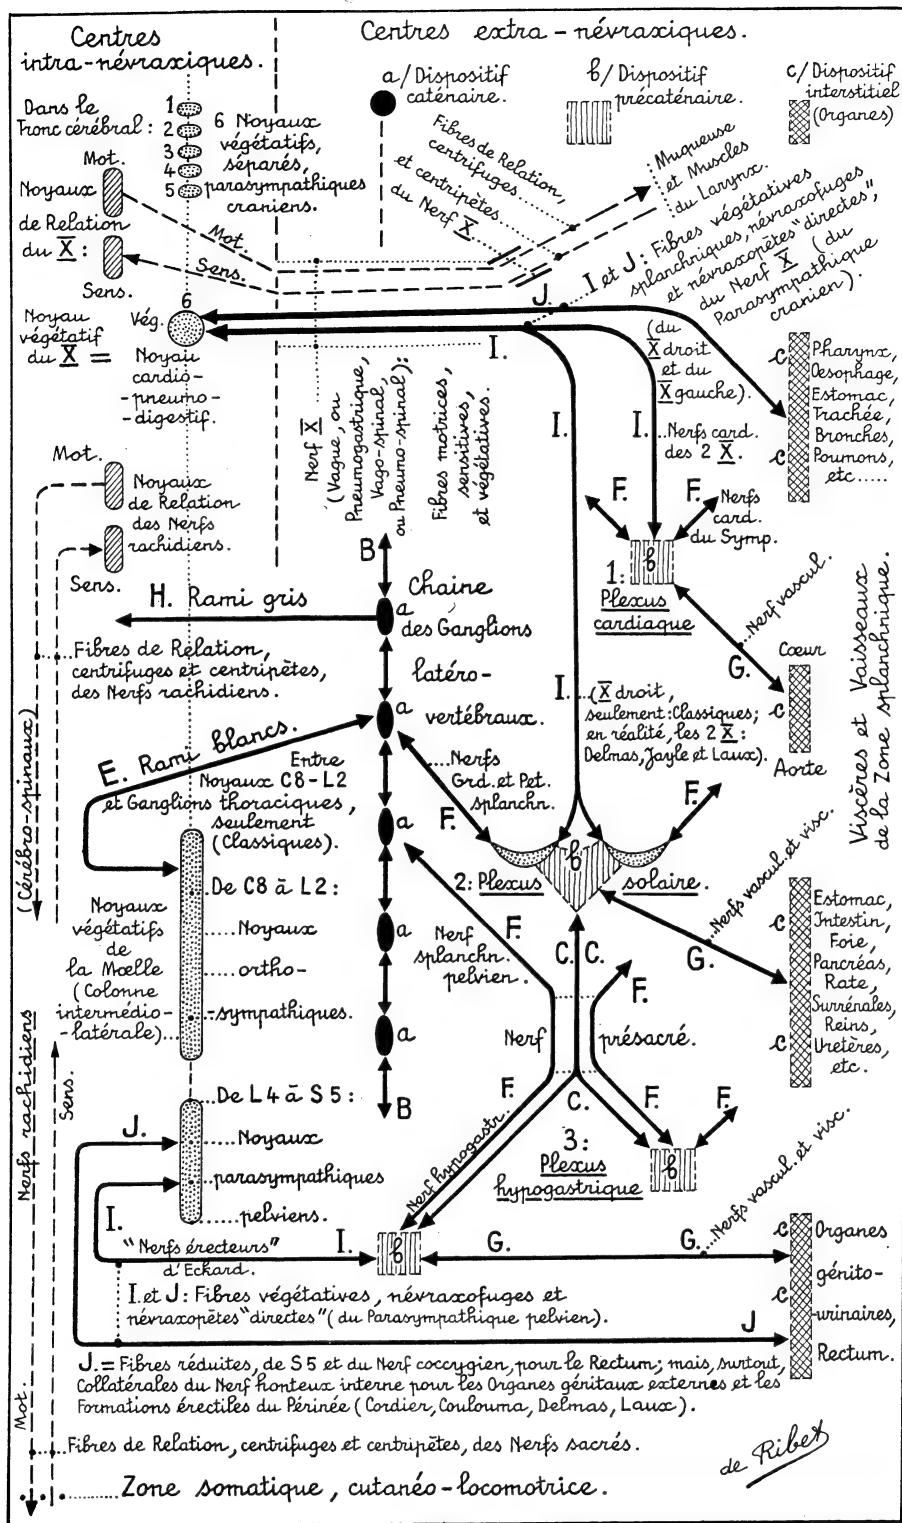 Centres
intra-névraxiques.
Centres extra-névraxiques.
a/Dispositif
caténaire.
b/Dispositif
précaténaire.
c/Dispositif
interstitiel
(Organes)
Dans le
Tronc cérébral:
1
2
3
4
5
6 Noyaux
végétatifs,
séparés,
parasympathiques
craniens.
Mot.
Noyaux
de Relation
du X:
Sens.
Mot.
Sens.
Fibres de Relation,
centrifuges
et centripètes
du Nerf X
Muqueuse
et Muscles
du Larynx.
I et J: Fibres végétatives
splanchniques, névraxofuges
et névraxopètes "directes",
du Nerf X (du
Parasympathique
cranien).
6
Noyau
végétatif
du X =
Vég.
Noyau
cardio-
pneumo-
digestif.
J.
I.
Nerf X
(Vague, ou
Pneumogastrique,
Vago-spinal,
ou Pneumo-spinal):
Fibres motrices,
sensitives,
et végétatives.
(du
X droit
et du
X gauche).
I.
I.
...Nerfs card.
des 2 X.
c
c
Pharynx,
Oesophage,
Estomac,
Trachée,
Bronches,
Poumons,
etc.....
Mot.
Noyaux
de Relation
des Nerfs
rachidiens.
Sens.
F.
F.
Nerfs
card.
du Symp.
b
1:
Plexus
cardiaque
B
H. Rami gris
a
Chaine
des Ganglions
latéro-
vertébraux.
...Nerf vascul.
G.
Cœur
c
Aorte
Viscères et Vaisseaux
de la Zone splanchnique.
...Fibres de Relation,
centrifuges et centripètes,
des Nerfs rachidiens.
(Cérébro-spinaux)
I....(X droit,
seulement: Classiques;
en réalité, les 2 X:
Delmas, Jayle et Laux).
a
E. Rami blancs.
Entre
Noyaux C8-L2
et Ganglions thoraciques,
seulement
(Classiques).
...Nerfs
Grd. et Pet.
splanchn.
F.
F.
a
b
2: Plexus
solaire.
...Nerfs vascul. et visc.
G.
De C8 à L2:
Noyaux
végétatifs
de
la Mœlle
(Colonne
intermédio-
-latérale)...
.....Noyaux
.....ortho-
-sympathiques.
a
a
B
Nerf
splanchn.
pelvien.
F.
C.
C.
F.
Nerf
présacré.
c
c
Estomac,
Intestin,
Foie,
Pancréas,
Rate,
Surrénales,
Reins,
Uretères,
etc.
Nerfs rachidiens
Sens.
De L4 à S5:
.....Noyaux
parasympathiques
......pelviens.
J.
I.
F.
C.
F.
F.
Nerf hypogastr.
3:
Plexus
hypogastrique
b
"Nerfs érecteurs"
d'Eckard.
I.
b
G.
G.
...Nerfs vascul. et visc.
c
c
Organes
génito-
-urinaires,
Rectum.
I. et J: Fibres végétatives, névraxofuges et
névraxopètes "directes" (du Parasympathique pelvien).
J
J. = Fibres réduites, de S5 et du Nerf coccygien, pour le Rectum; mais, surtout,
Collatérales du Nerf honteux interne pour les Organes génitaux externes et les
Formations érectiles du Périnée (Cordier, Coulouma, Delmas, Laux).
Mot.
...Fibres de Relation, centrifuges et centripètes, des Nerfs sacrés.
de Ribet
Zone somatique, cutanéo-locomotrice.